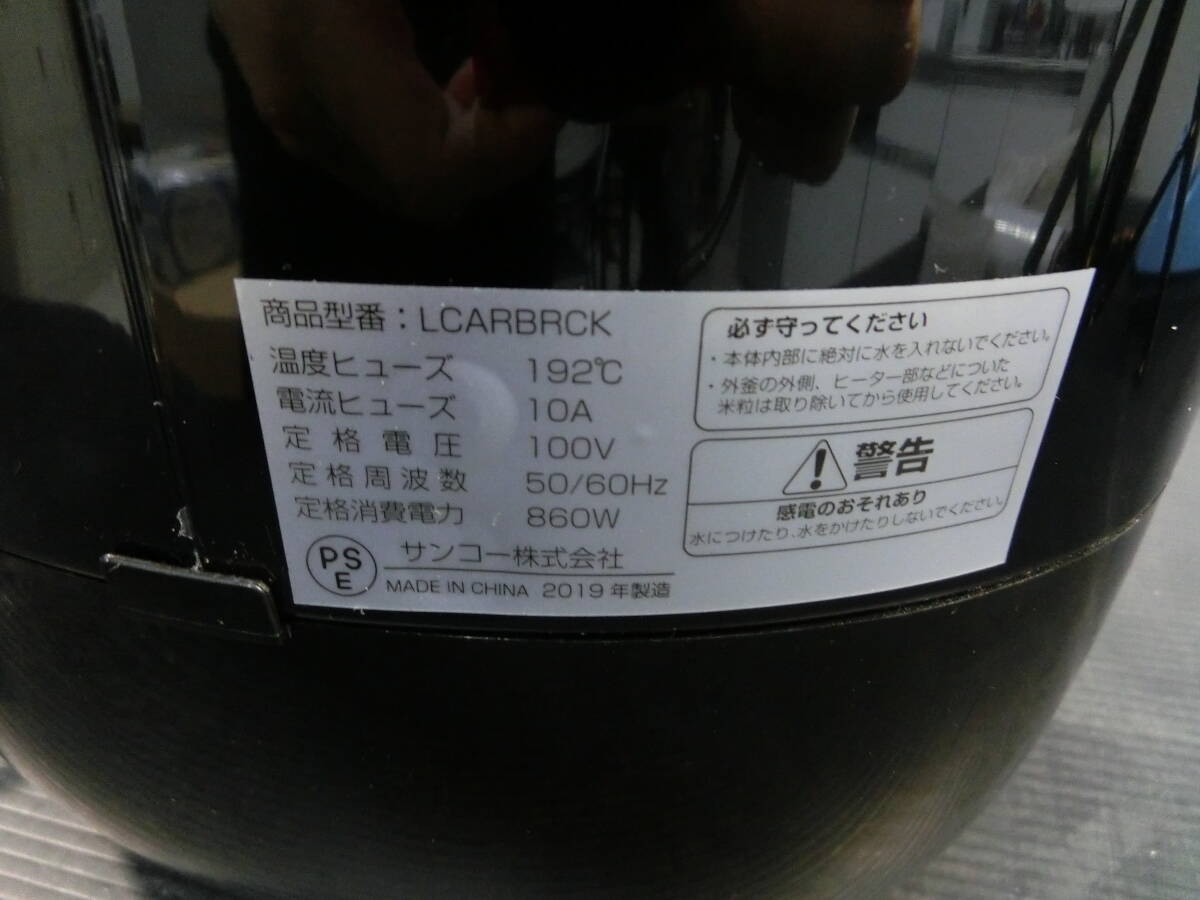 商品型番：LCARBRCK
温度ヒューズ 192℃
電流ヒューズ 10A
定格電圧 100V
定格周波数 50/60Hz
定格消費電力 860W
PS
E
サンコー株式会社
MADE IN CHINA 2019年製造
必ず守ってください
・本体内部に絶対に水を入れないでください。
・外釜の外側、ヒーター部などについた
米粒は取り除いてから使用してください。
警告
感電のおそれあり
水につけたり、水をかけたりしないでください。